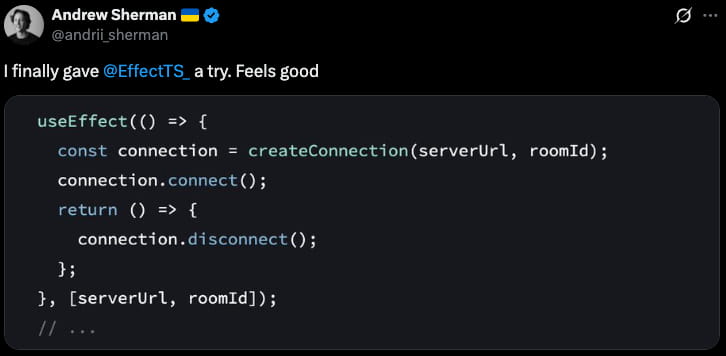 Andrew Sherman 🇺🇦
@andrii_sherman
I finally gave @EffectTS_ a try. Feels good
useEffect(() => {
  const connection = createConnection(serverUrl, roomId);
  connection.connect();
  return () => {
    connection.disconnect();
  };
}, [serverUrl, roomId]);
// ...